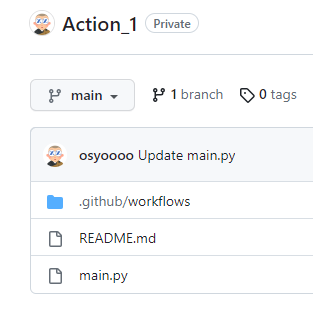 Action_1 Private
main 1 branch 0 tags
osyoooo Update main.py
.github/workflows
README.md
main.py